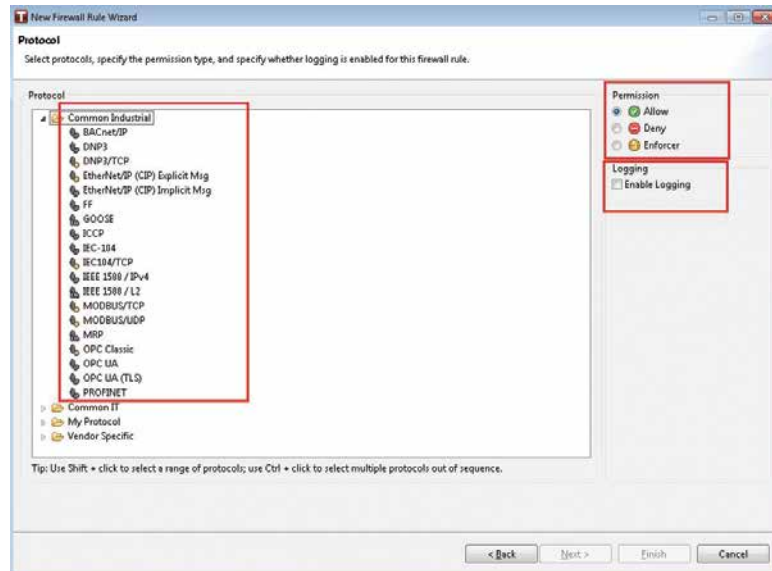 New Firewall Rule Wizard
Protocol
Select protocols, specify the permission type, and specify whether logging is enabled for this firewall rule.
Protocol
Common Industrial
BACnet/IP
DNP3
DNP3/TCP
EtherNet/IP (CIP) Explicit Msg
EtherNet/IP (CIP) Implicit Msg
FF
GOOSE
ICCP
IEC-104
IEC104/TCP
IEEE 1588 / IPv4
IEEE 1588 / L2
MODBUS/TCP
MODBUS/UDP
MRP
OPC Classic
OPC UA
OPC UA (TLS)
PROFINET
Common IT
My Protocol
Vendor Specific
Permission
Allow
Deny
Enforcer
Logging
Enable Logging
Tip: Use Shift + click to select a range of protocols; use Ctrl + click to select multiple protocols out of sequence.
< Back
Next >
Finish
Cancel